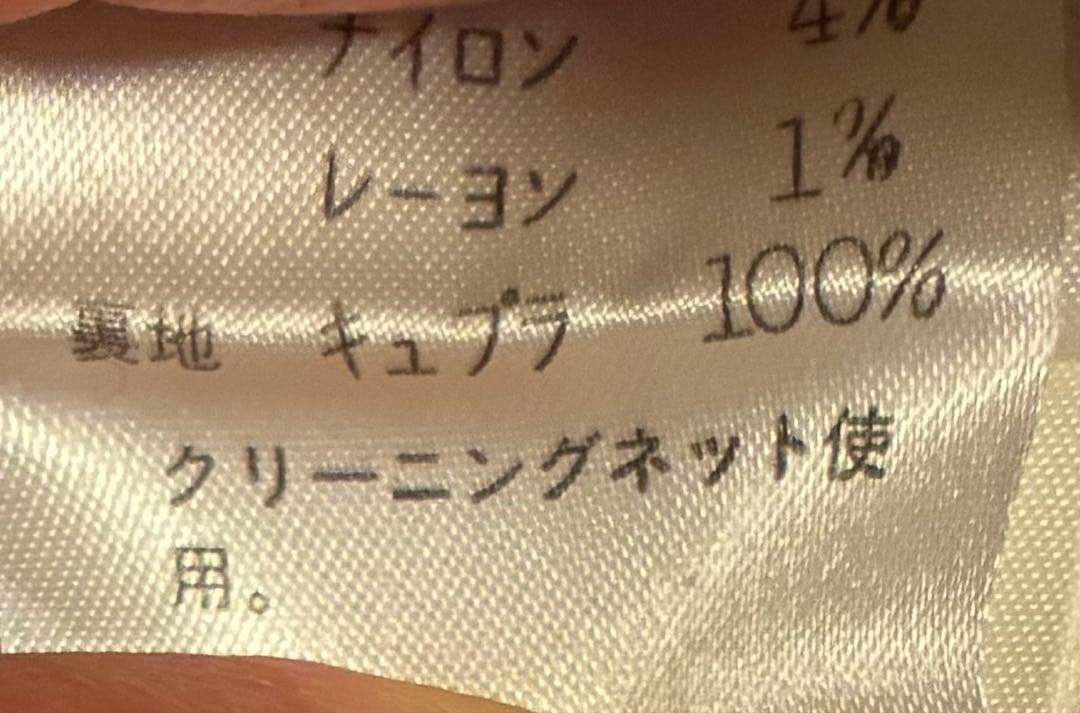 ナイロン 4%
レーヨン 1%
裏地 キュプラ 100%
クリーニングネット使
用。